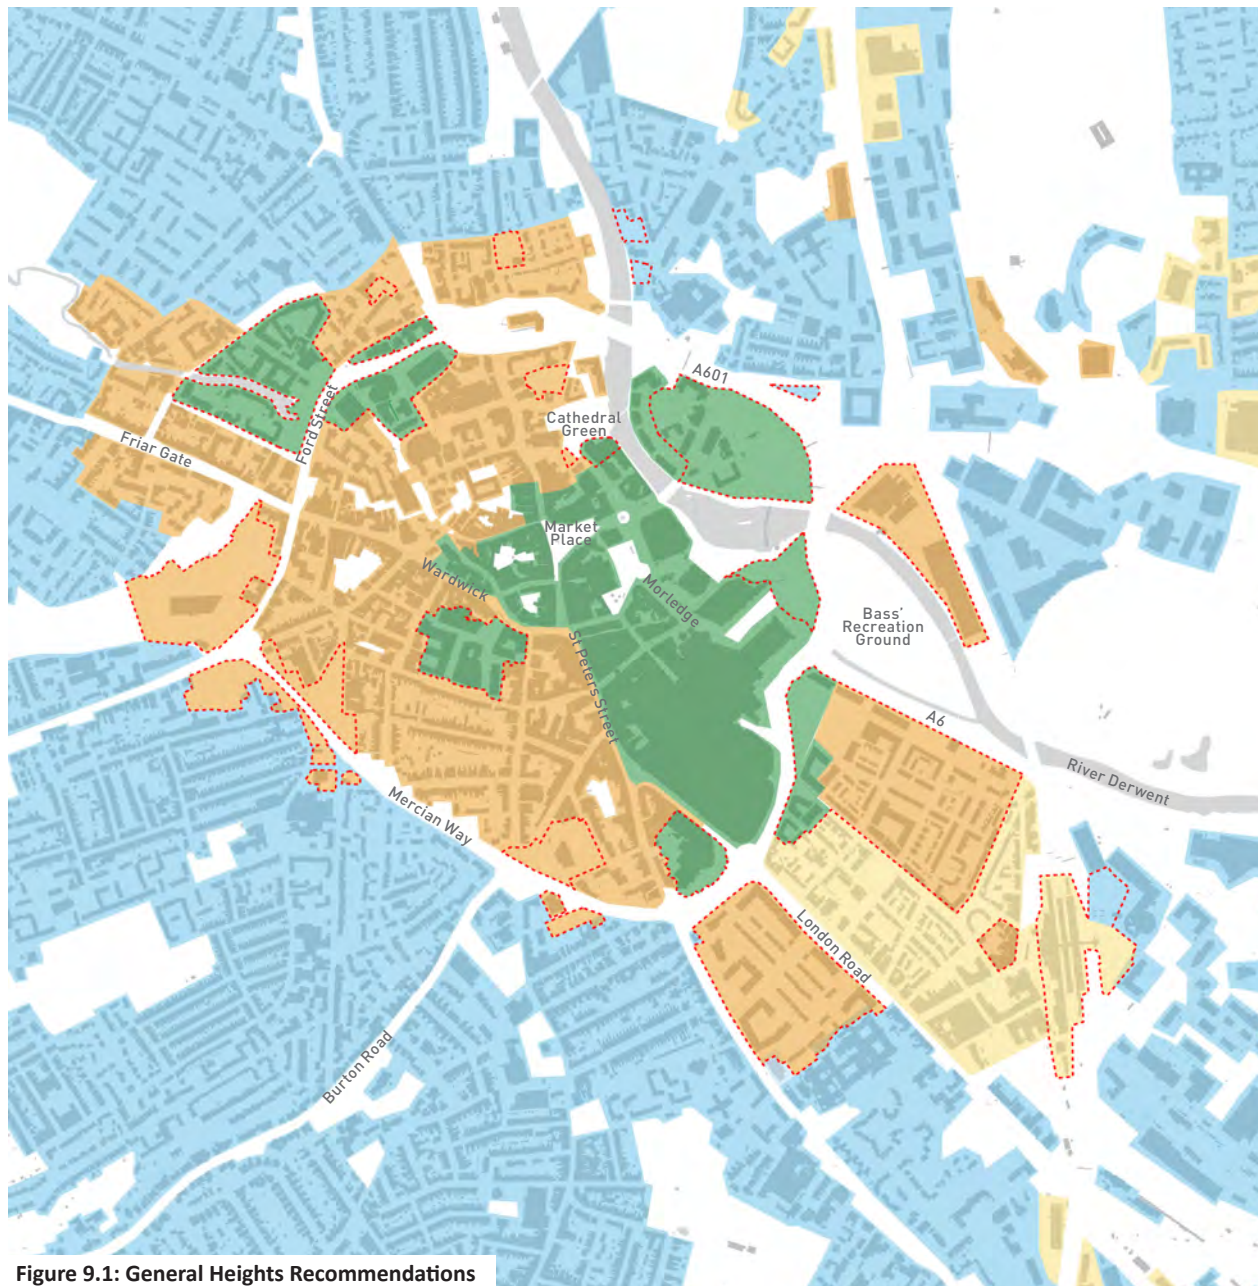 A601
Cathedral
Green
Ford Street
Friar Gate
Market
Place
Wardwick
Morledge
Bass'
Recreation
Ground
St Peters Street
A6
River Derwent
Mercian Way
London Road
Burton Road
Figure 9.1: General Heights Recommendations